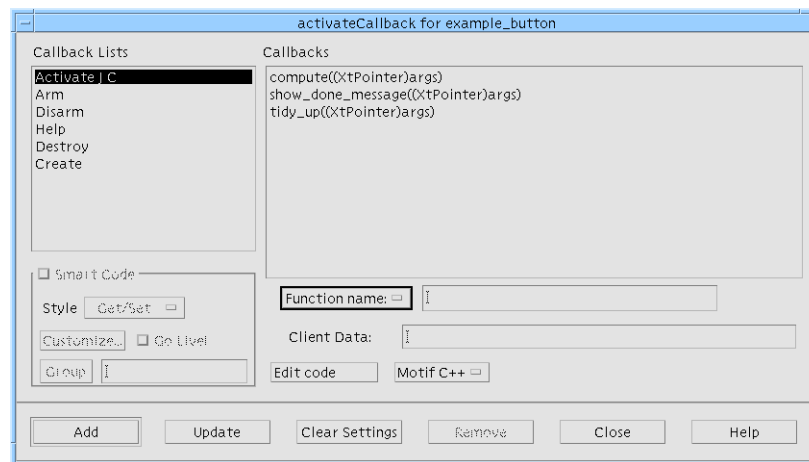 activateCallback for example_button
Callback Lists
Activate J C
Arm
Disarm
Help
Destroy
Create
Callbacks
compute((XtPointer)args)
show_done_message((XtPointer)args)
tidy_up((XtPointer)args)
Smart Code
Style Get/Set
Customize... Go Live!
Group
Function name:
Client Data:
Edit code Motif C++
Add Update Clear Settings Remove Close Help